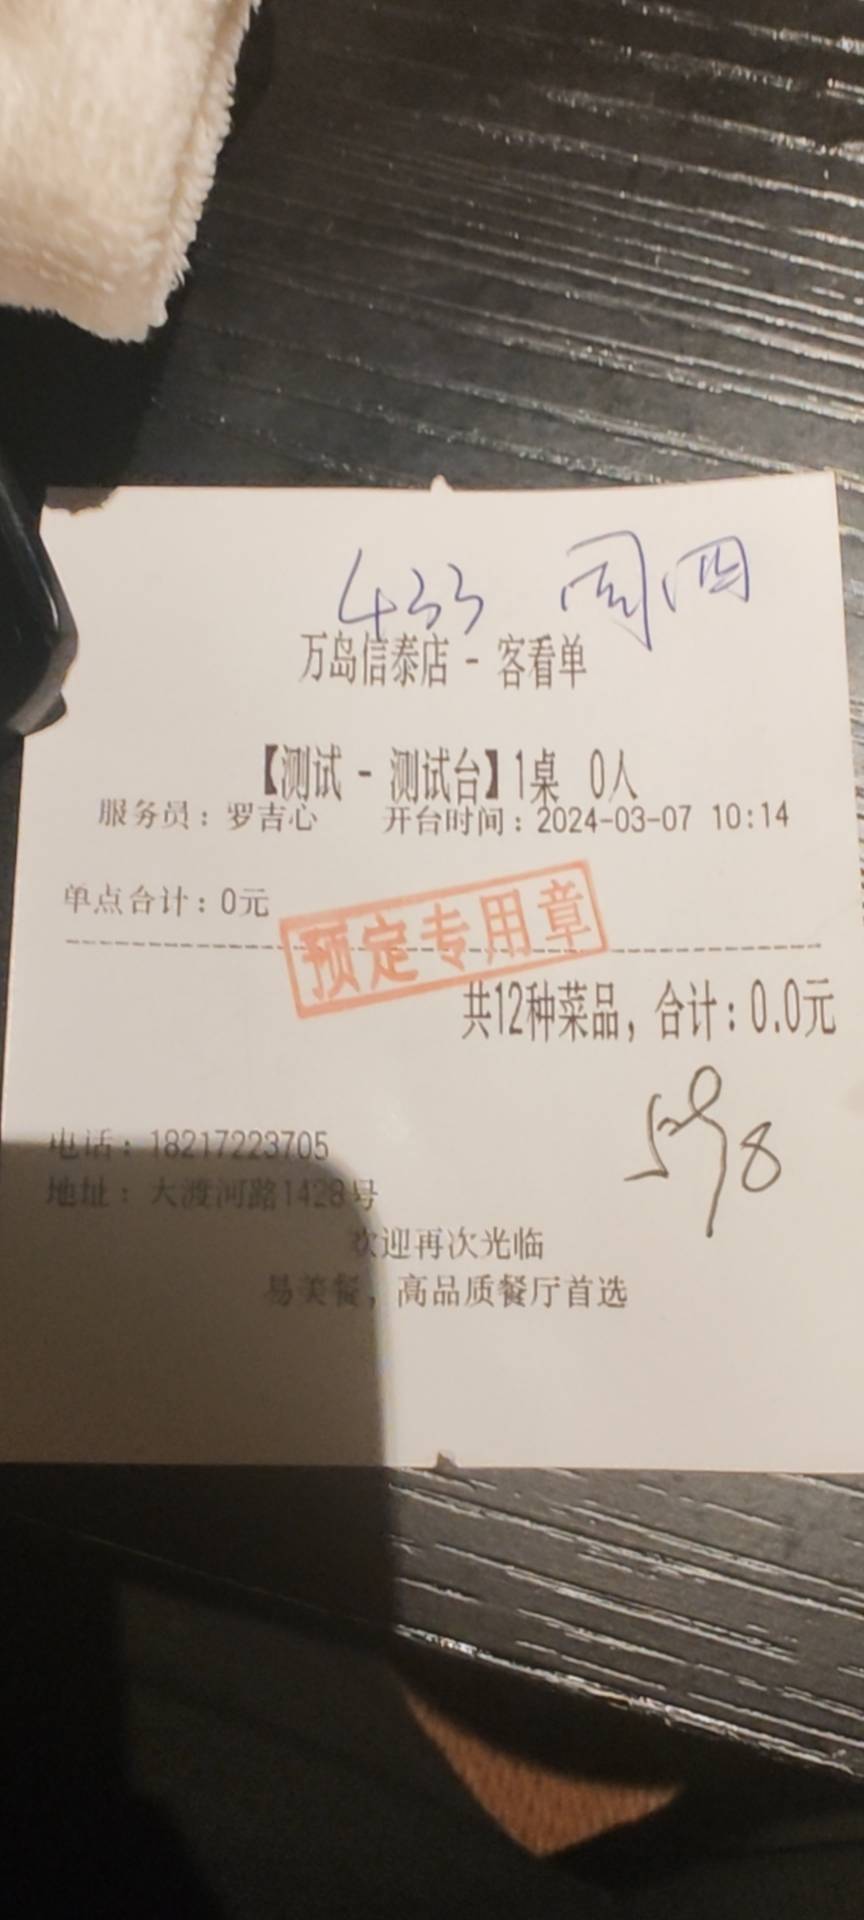 433 周四
万岛信泰店 - 客看单
【测试 - 测试台】1桌 0人
服务员：罗吉心 开台时间：2024-03-07 10:14
单点合计：0元
预定专用章
共12种菜品，合计：0.0元
598
电话：18217223705
地址：大渡河路1428号
欢迎再次光临
易美餐，高品质餐厅首选